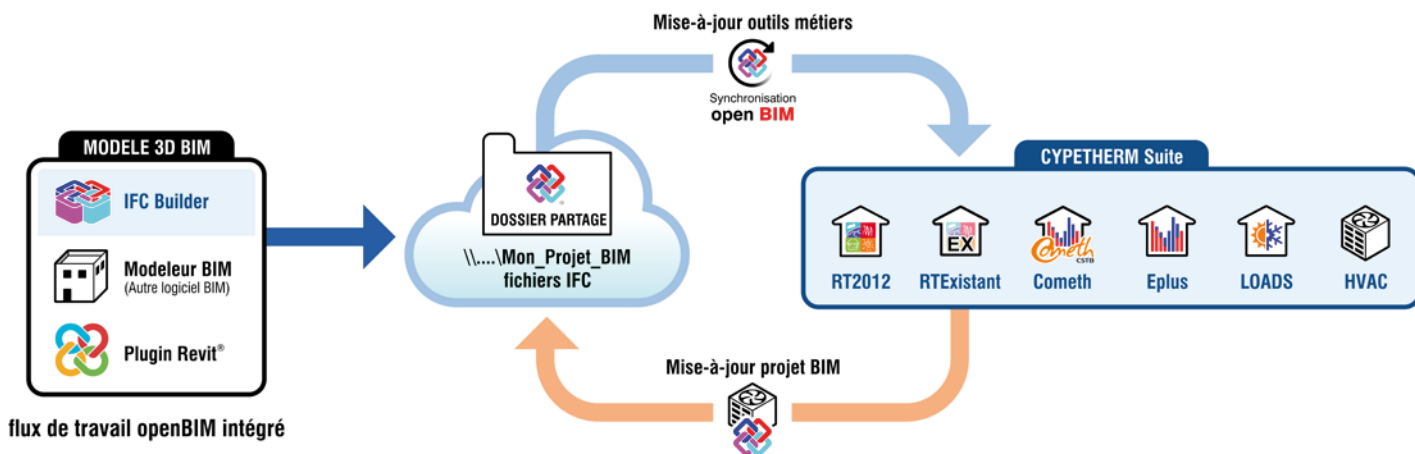 Mise-à-jour outils métiers
Synchronisation
open BIM
MODELE 3D BIM
IFC Builder
Modeleur BIM
(Autre logiciel BIM)
Plugin Revit®
flux de travail openBIM intégré
DOSSIER PARTAGE
\\....\Mon_Projet_BIM
fichiers IFC
CYPETHERM Suite
EX
Cometh
CSTB
RT2012
RTExistant
Cometh
Eplus
LOADS
HVAC
Mise-à-jour projet BIM